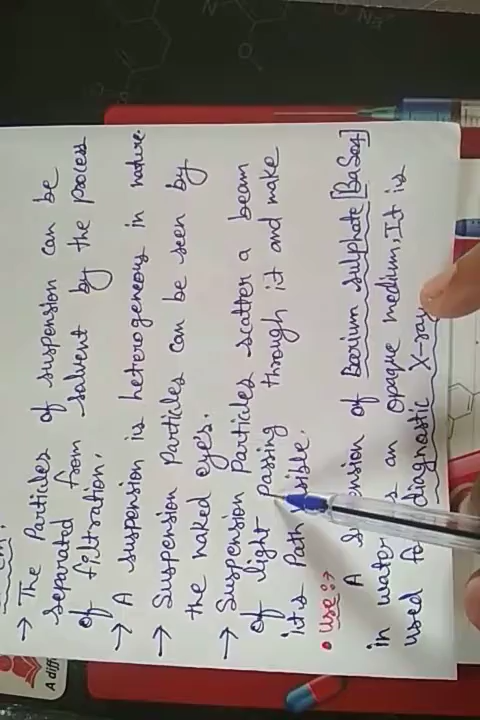 → The Particles of suspension can be
separated from solvent by the process
of filtration.
→ A suspension is heterogeneous in nature.
→ Suspension Particles can be seen by
the naked eye's.
→ Suspension Particles scatter a beam
of light Passing through it and make
its Path visible.
• Use :→
A suspension of Barium sulphate [BaSo4]
in water is an opaque medium, It is
used for diagnostic X-ray
A diff